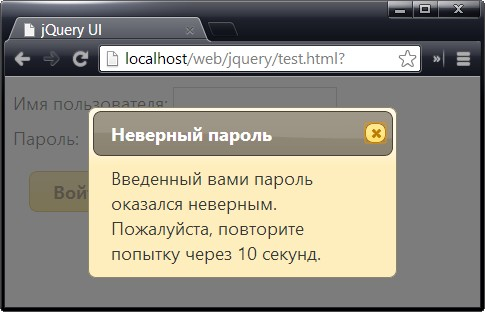 jQuery UI
localhost/web/jquery/test.html?
Имя пользователя:
Пароль:
Неверный пароль
Введенный вами пароль
оказался неверным.
Пожалуйста, повторите
попытку через 10 секунд.